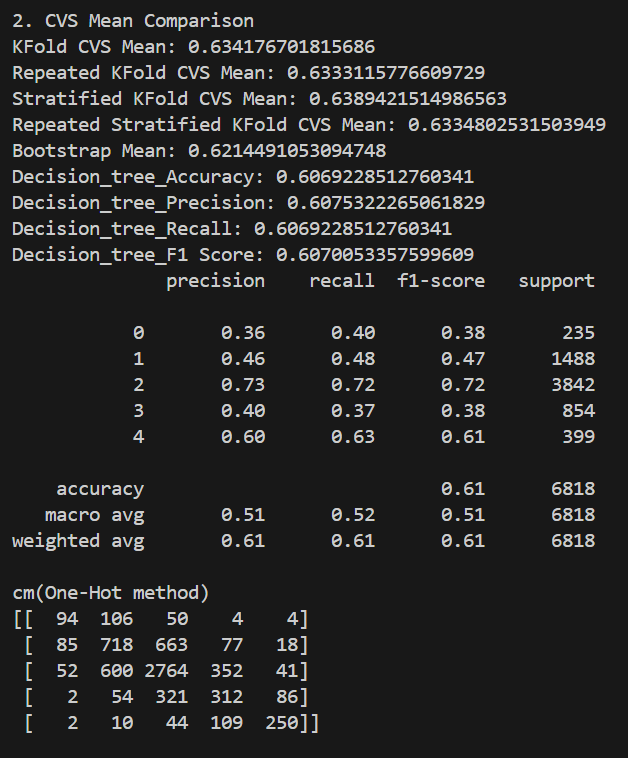 2. CVS Mean Comparison
KFold CVS Mean: 0.634176701815686
Repeated KFold CVS Mean: 0.6333115776609729
Stratified KFold CVS Mean: 0.6389421514986563
Repeated Stratified KFold CVS Mean: 0.6334802531503949
Bootstrap Mean: 0.6214491053094748
Decision_tree_Accuracy: 0.6069228512760341
Decision_tree_Precision: 0.6075322265061829
Decision_tree_Recall: 0.6069228512760341
Decision_tree_F1 Score: 0.6070053357599609
precision recall f1-score support
0 0.36 0.40 0.38 235
1 0.46 0.48 0.47 1488
2 0.73 0.72 0.72 3842
3 0.40 0.37 0.38 854
4 0.60 0.63 0.61 399
accuracy 0.61 6818
macro avg 0.51 0.52 0.51 6818
weighted avg 0.61 0.61 0.61 6818
cm(One-Hot method)
[[ 94 106 50 4 4]
[ 85 718 663 77 18]
[ 52 600 2764 352 41]
[ 2 54 321 312 86]
[ 2 10 44 109 250]]